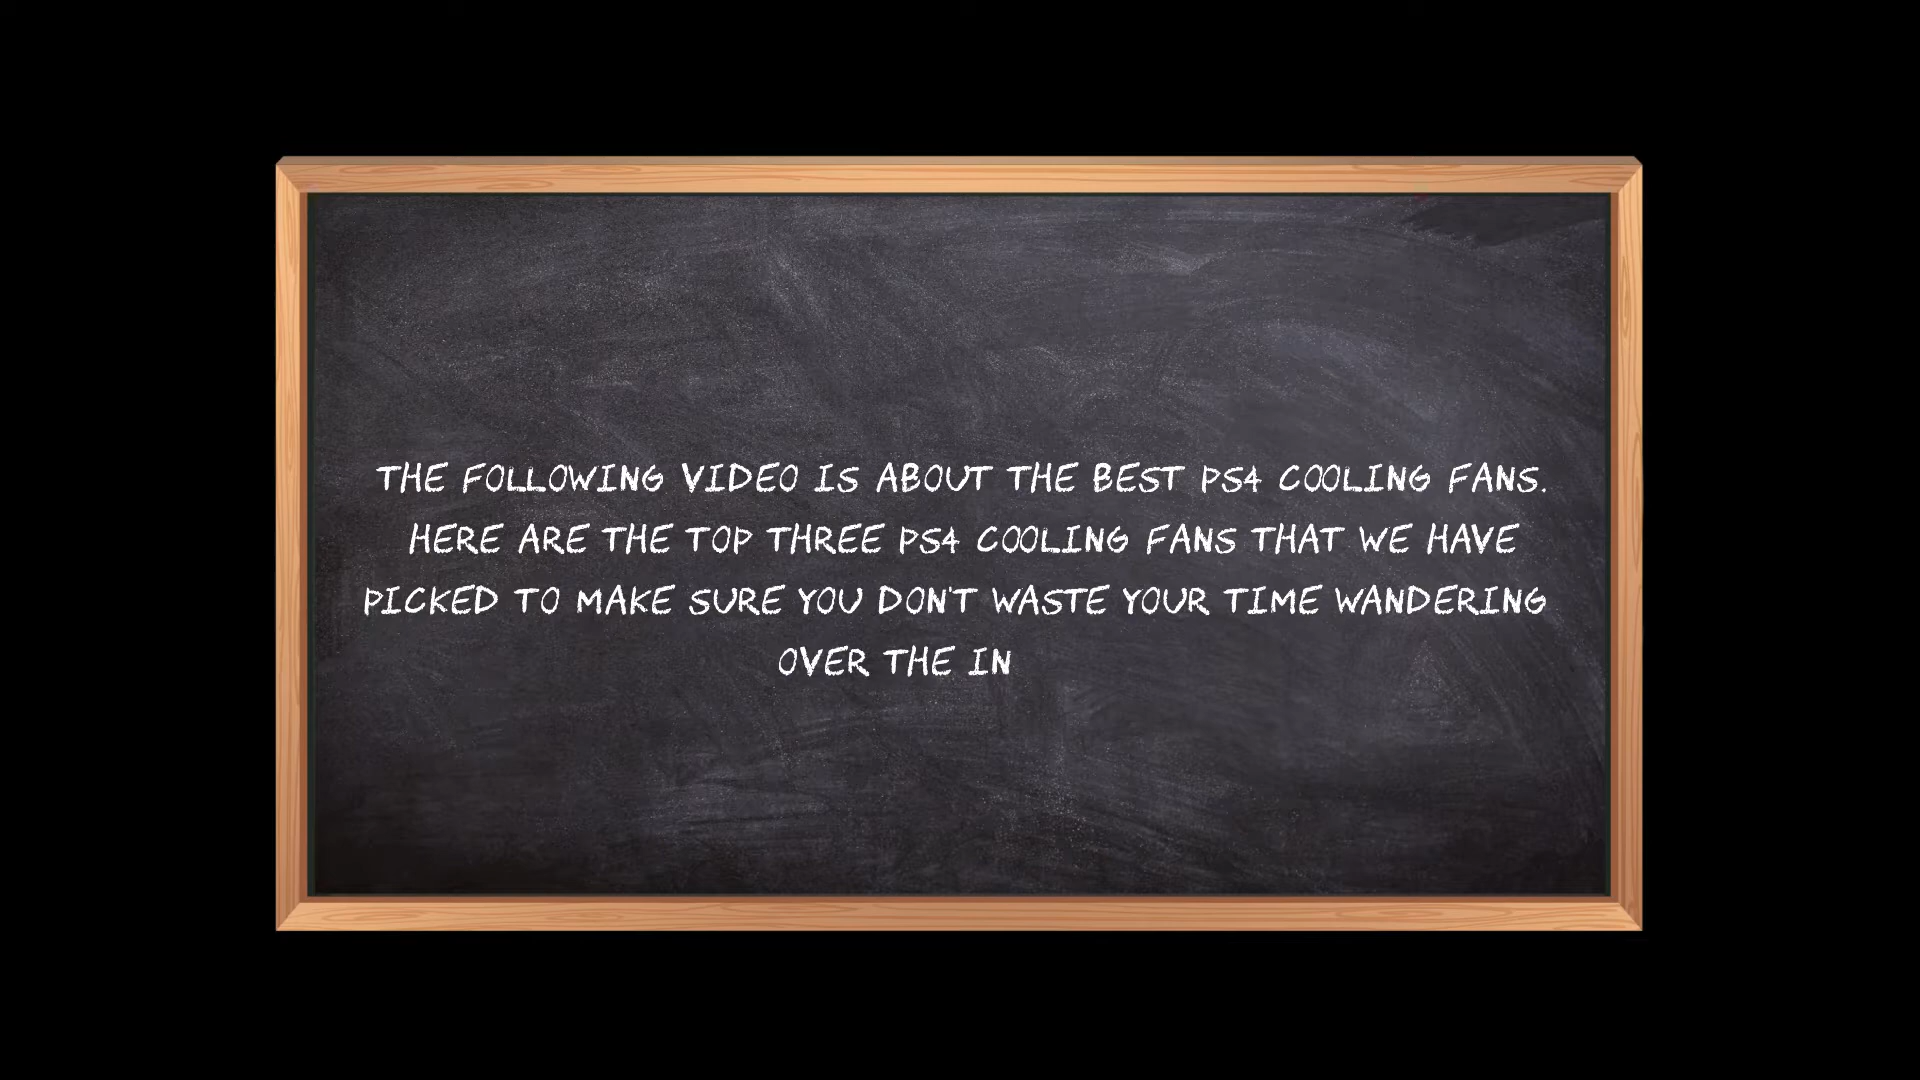 THE FOLLOWING VIDEO IS ABOUT THE BEST PS4 COOLING FANS.
HERE ARE THE TOP THREE PS4 COOLING FANS THAT WE HAVE
PICKED TO MAKE SURE YOU DON'T WASTE YOUR TIME WANDERING
OVER THE IN